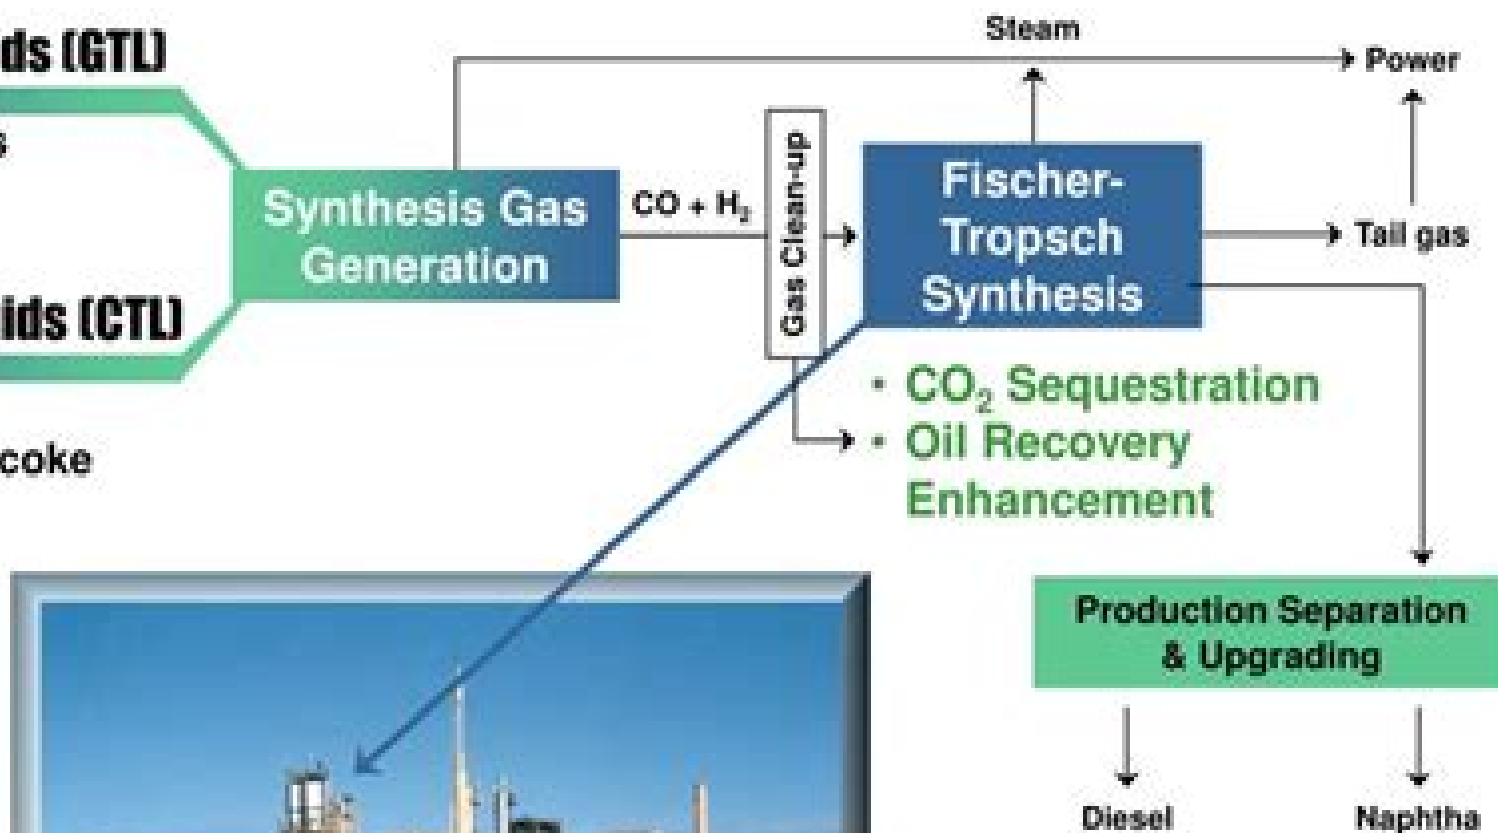 ds (GTL)
s
Steam
Power
Synthesis Gas
Generation
CO + H₂
Gas Clean-up
Fischer-
Tropsch
Synthesis
Tail gas
ids (CTL)
coke
• CO₂ Sequestration
• Oil Recovery
Enhancement
Production Separation
& Upgrading
Diesel
Naphtha